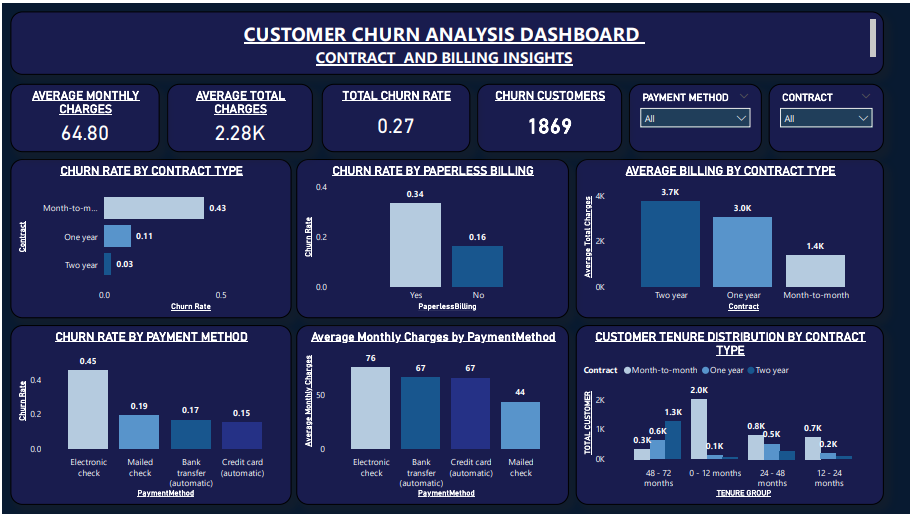 CUSTOMER CHURN ANALYSIS DASHBOARD
CONTRACT AND BILLING INSIGHTS
AVERAGE MONTHLY
CHARGES
64.80
AVERAGE TOTAL
CHARGES
2.28K
TOTAL CHURN RATE
0.27
CHURN CUSTOMERS
1869
PAYMENT METHOD
All
CONTRACT
All
CHURN RATE BY CONTRACT TYPE
Contract
Month-to-m...
0.43
One year
0.11
Two year
0.03
0.0
0.5
Churn Rate
CHURN RATE BY PAPERLESS BILLING
Churn Rate
0.4
0.2
0.0
0.34
0.16
Yes
No
PaperlessBilling
AVERAGE BILLING BY CONTRACT TYPE
Average Total Charges
4K
2K
0K
3.7K
3.0K
1.4K
Two year
One year
Month-to-month
Contract
CHURN RATE BY PAYMENT METHOD
Churn Rate
0.4
0.2
0.0
0.45
0.19
0.17
0.15
Electronic
check
Mailed
check
Bank
transfer
(automatic)
Credit card
(automatic)
PaymentMethod
Average Monthly Charges by PaymentMethod
Average Monthly Charges
50
0
76
67
67
44
Electronic
check
Bank
transfer
(automatic)
Credit card
(automatic)
Mailed
check
PaymentMethod
CUSTOMER TENURE DISTRIBUTION BY CONTRACT
TYPE
Contract Month-to-month One year Two year
TOTAL CUSTOMER
2K
1K
0K
0.3K
0.6K
1.3K
2.0K
0.1K
0.8K
0.5K
0.7K
0.2K
48 - 72
months
0 - 12 months
24 - 48
months
12 - 24
months
TENURE GROUP